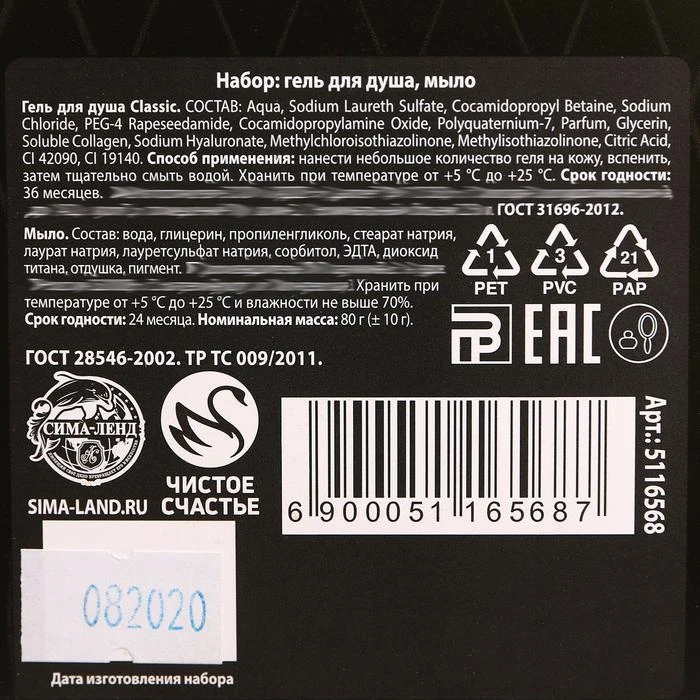 Набор: гель для душа, мыло
Гель для душа Classic. СОСТАВ: Aqua, Sodium Laureth Sulfate, Cocamidopropyl Betaine, Sodium
Chloride, PEG-4 Rapeseedamide, Cocamidopropylamine Oxide, Polyquaternium-7, Parfum, Glycerin,
Soluble Collagen, Sodium Hyaluronate, Methylchloroisothiazolinone, Methylisothiazolinone, Citric Acid,
CI 42090, CI 19140. Способ применения: нанести небольшое количество геля на кожу, вспенить,
затем тщательно смыть водой. Хранить при температуре от +5 °С до +25 °С. Срок годности:
36 месяцев.
ГОСТ 31696-2012.
Мыло. Состав: вода, глицерин, пропиленгликоль, стеарат натрия,
лаурат натрия, лауретсульфат натрия, сорбитол, ЭДТА, диоксид
титана, отдушка, пигмент.
Хранить при
температуре от +5 °С до +25 °С и влажности не выше 70%.
Срок годности: 24 месяца. Номинальная масса: 80 г (± 10 г).
1 PET
3 PVC
21 PAP
EAC
ГОСТ 28546-2002. ТР ТС 009/2011.
СИМА-ЛЕНД
SIMA-LAND.RU
ЧИСТОЕ
СЧАСТЬЕ
6 900051 165687
Арт.: 5116568
082020
Дата изготовления набора